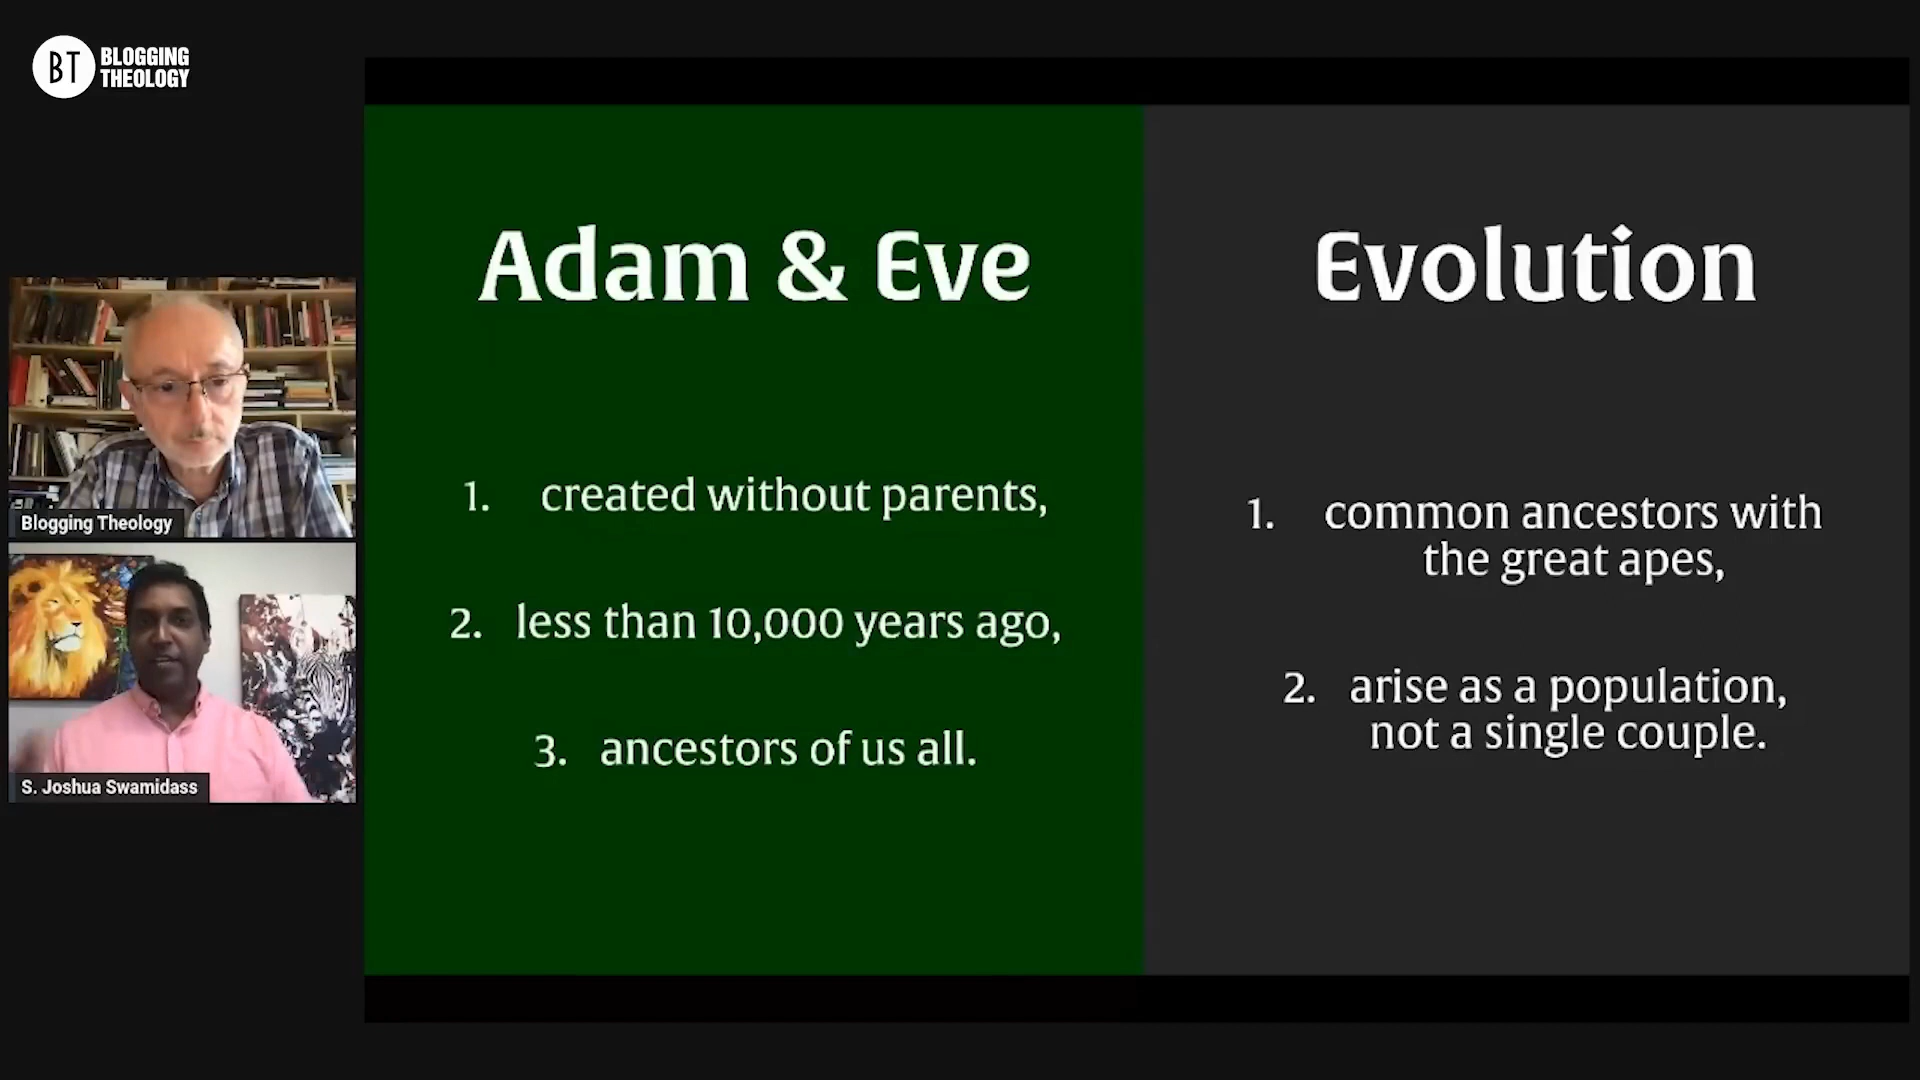 BT BLOGGING
THEOLOGY
Adam & Eve
1. created without parents,
2. less than 10,000 years ago,
3. ancestors of us all.
Evolution
1. common ancestors with
the great apes,
2. arise as a population,
not a single couple.
Blogging Theology
S. Joshua Swamidass